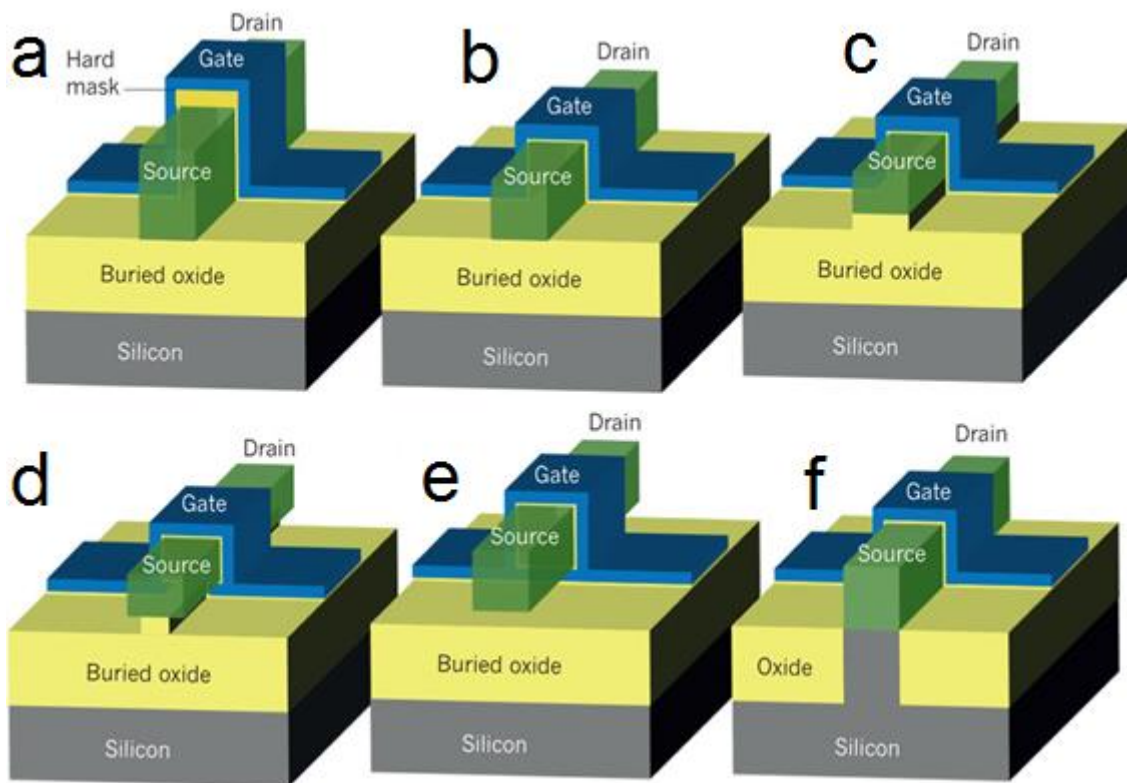 a
Drain
Hard
mask
Gate
Source
Buried oxide
Silicon
b
Drain
Gate
Source
Buried oxide
Silicon
c
Drain
Gate
Source
Buried oxide
Silicon
d
Drain
Gate
Source
Buried oxide
Silicon
e
Drain
Gate
Source
Buried oxide
Silicon
f
Drain
Gate
Source
Oxide
Silicon